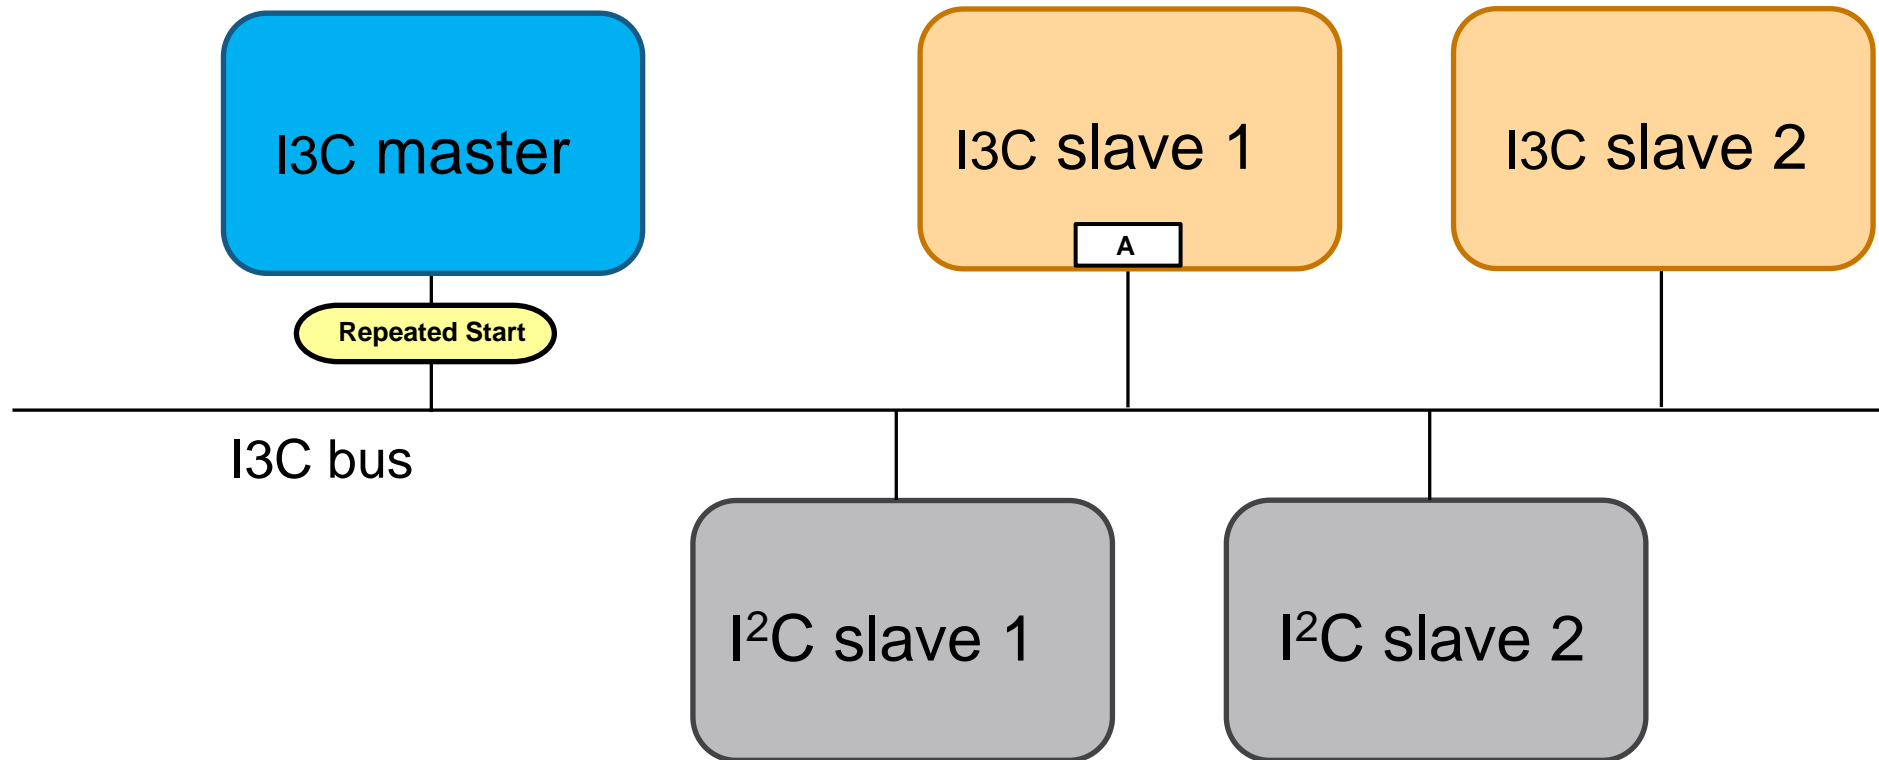 I3C master
I3C slave 1
I3C slave 2
A
Repeated Start
I3C bus
I²C slave 1
I²C slave 2